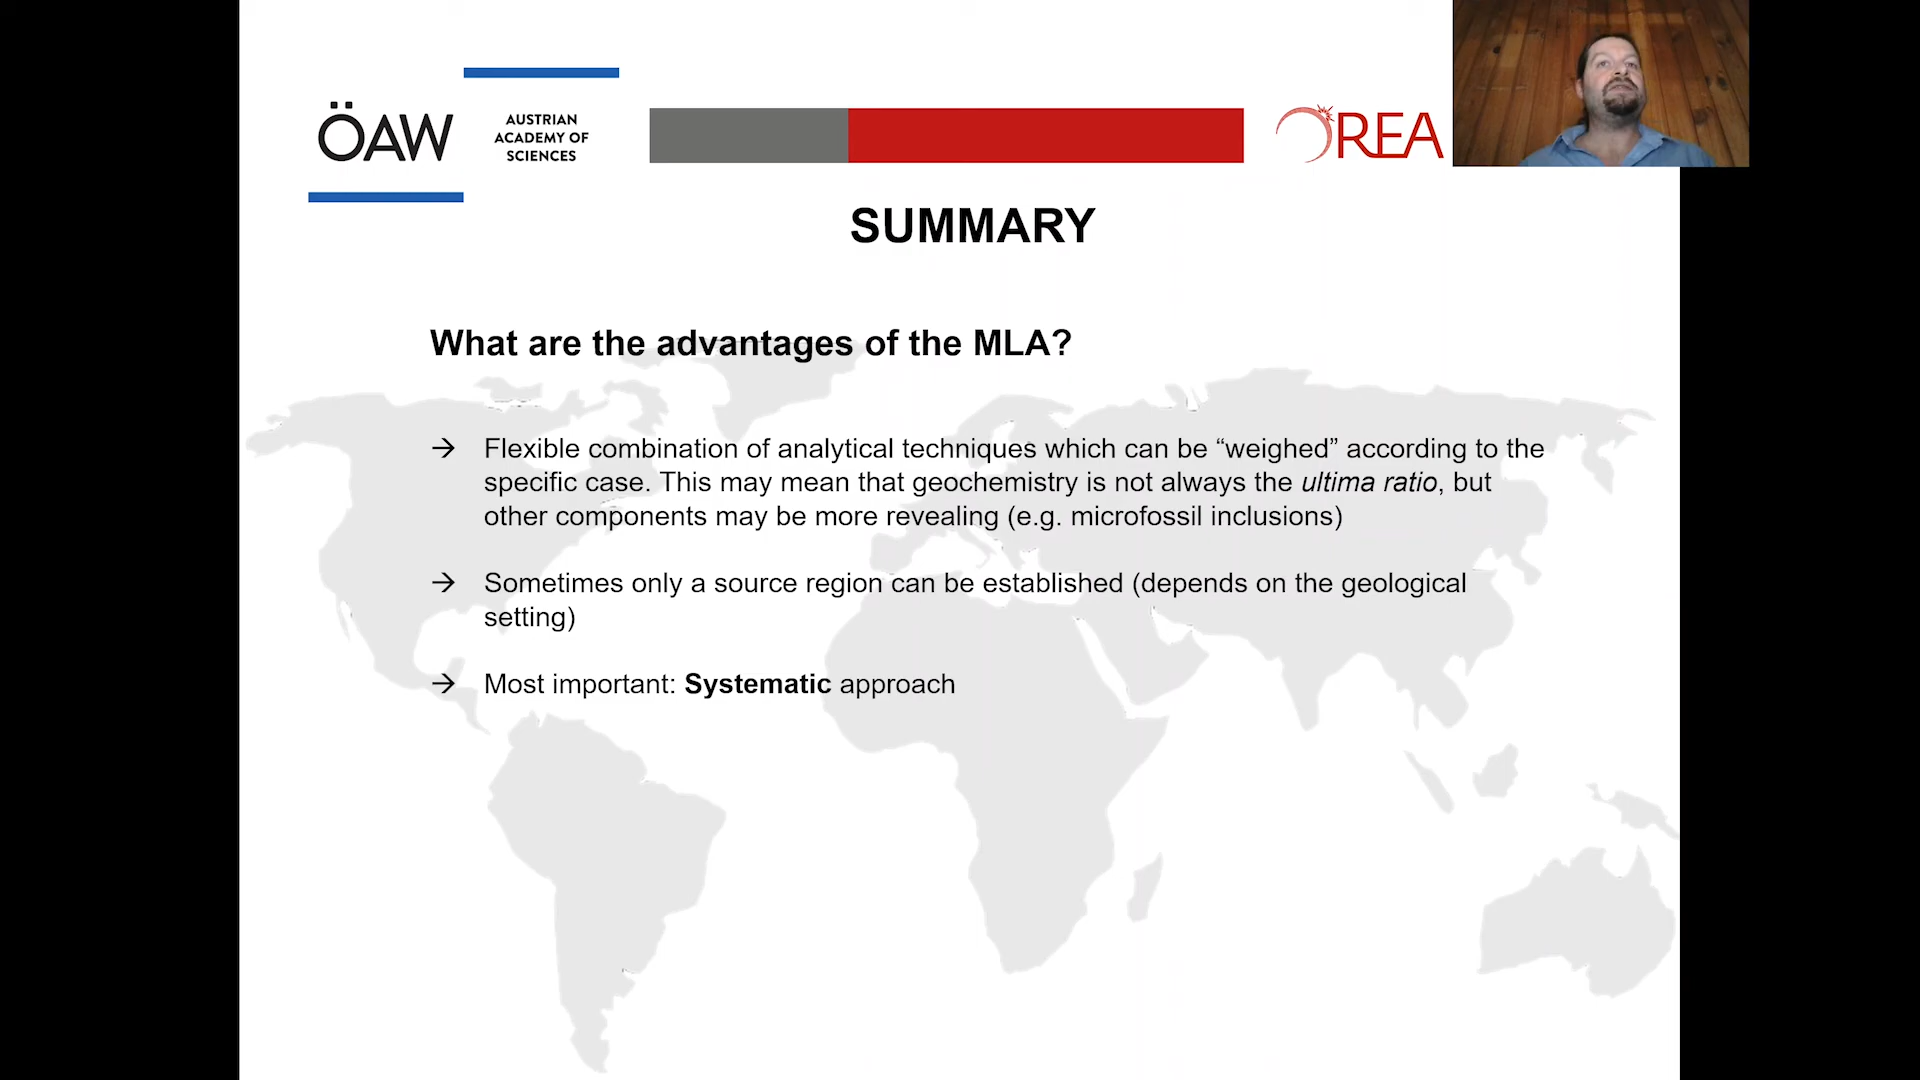 ÖAW
AUSTRIAN
ACADEMY OF
SCIENCES
OREA
SUMMARY
What are the advantages of the MLA?
→ Flexible combination of analytical techniques which can be “weighed” according to the
specific case. This may mean that geochemistry is not always the ultima ratio, but
other components may be more revealing (e.g. microfossil inclusions)
→ Sometimes only a source region can be established (depends on the geological
setting)
→ Most important: Systematic approach